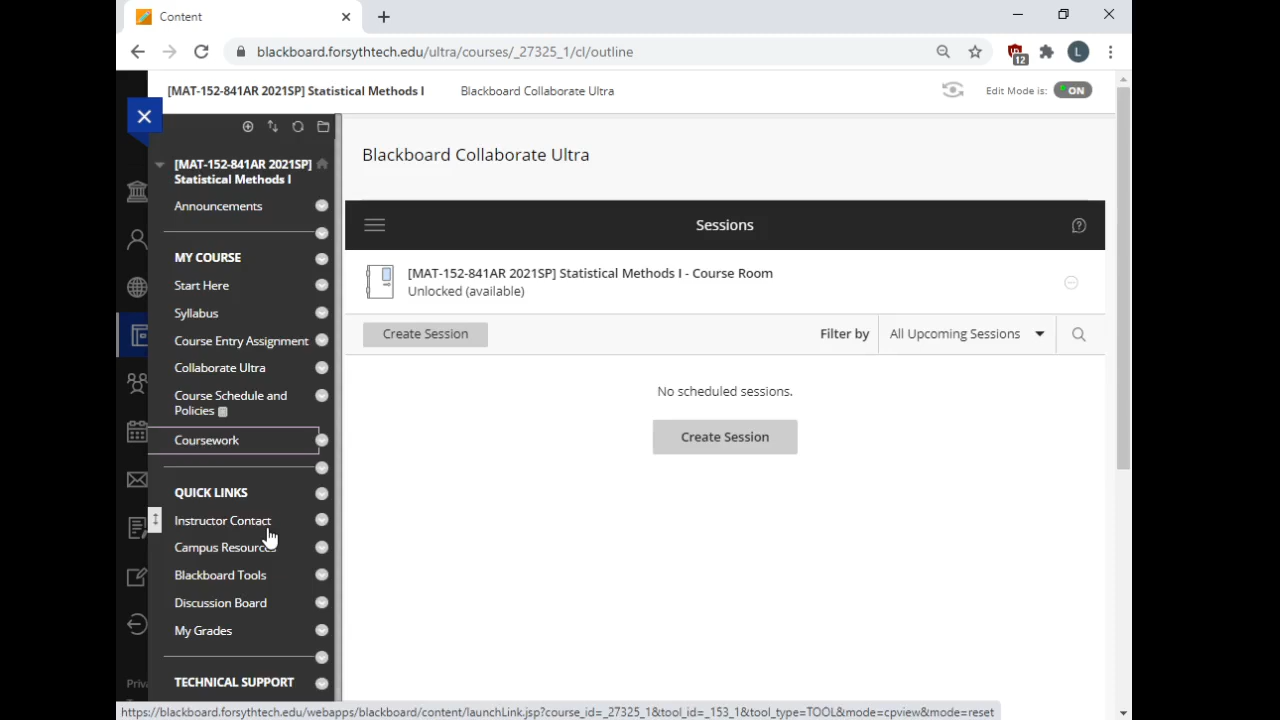 Content
blackboard.forsythtech.edu/ultra/courses/_27325_1/cl/outline
12
L
[MAT-152-841AR 2021SP] Statistical Methods I
Blackboard Collaborate Ultra
Edit Mode is:
ON
[MAT-152-841AR 2021SP]
Statistical Methods I
Announcements
MY COURSE
Start Here
Syllabus
Course Entry Assignment
Collaborate Ultra
Course Schedule and
Policies
Coursework
QUICK LINKS
Instructor Contact
Campus Resources
Blackboard Tools
Discussion Board
My Grades
TECHNICAL SUPPORT
Blackboard Collaborate Ultra
Sessions
[MAT-152-841AR 2021SP] Statistical Methods I - Course Room
Unlocked (available)
Create Session
Filter by
All Upcoming Sessions
No scheduled sessions.
Create Session
https://blackboard.forsythtech.edu/webapps/blackboard/content/launchLink.jsp?course_id=_27325_1&tool_id=_153_1&tool_type=TOOL&mode=cpview&mode=reset